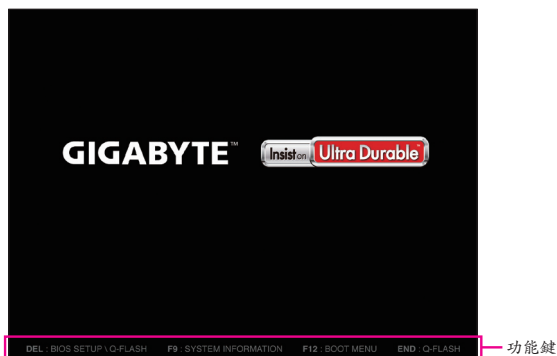 GIGABYTE™
Insist on Ultra Durable™
DEL : BIOS SETUP \ Q-FLASH F9 : SYSTEM INFORMATION F12 : BOOT MENU END : Q-FLASH
功能鍵